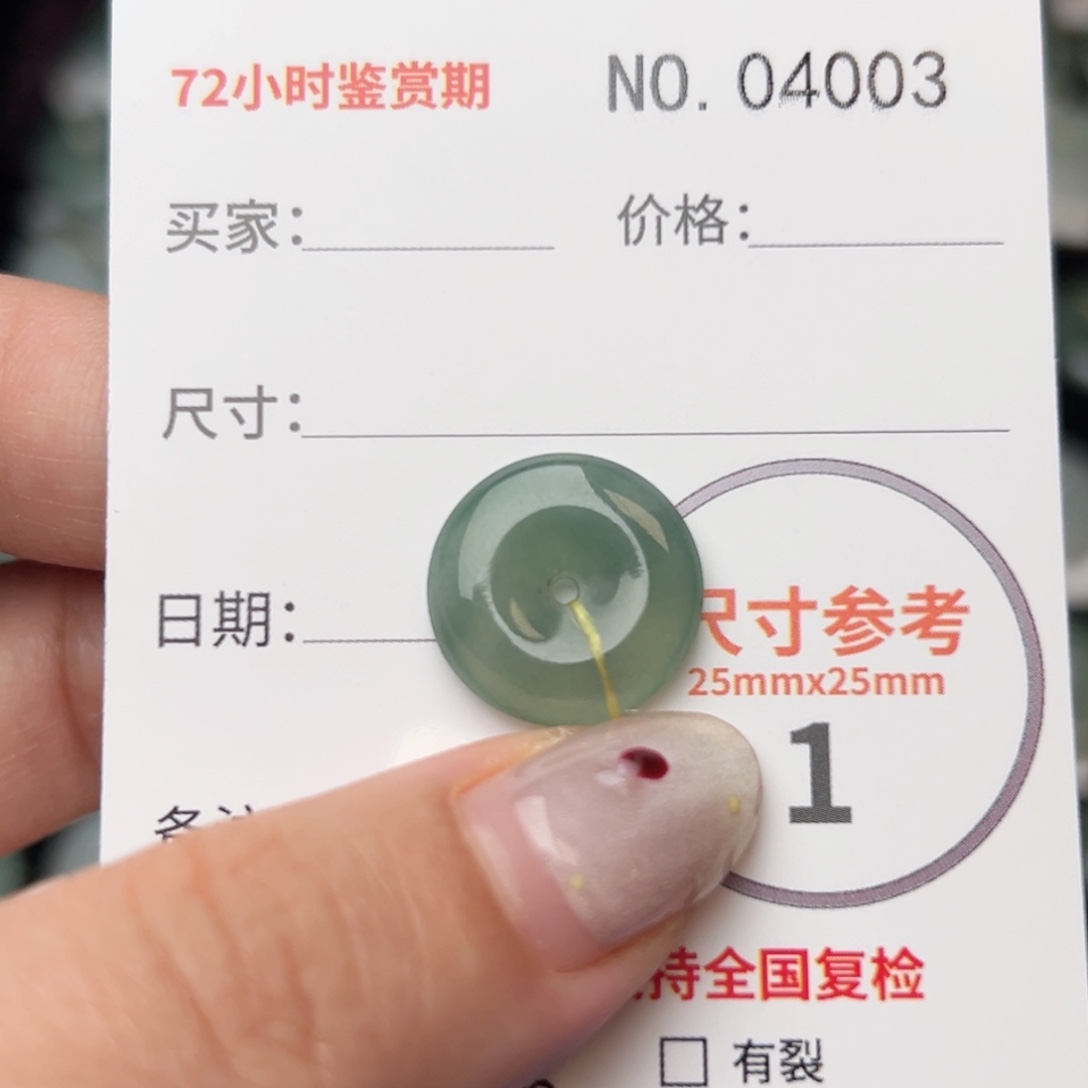 72小时鉴赏期 NO. 04003
买家： 价格：
尺寸：
日期： 尺寸参考
25mmx25mm
1
持全国复检
有裂